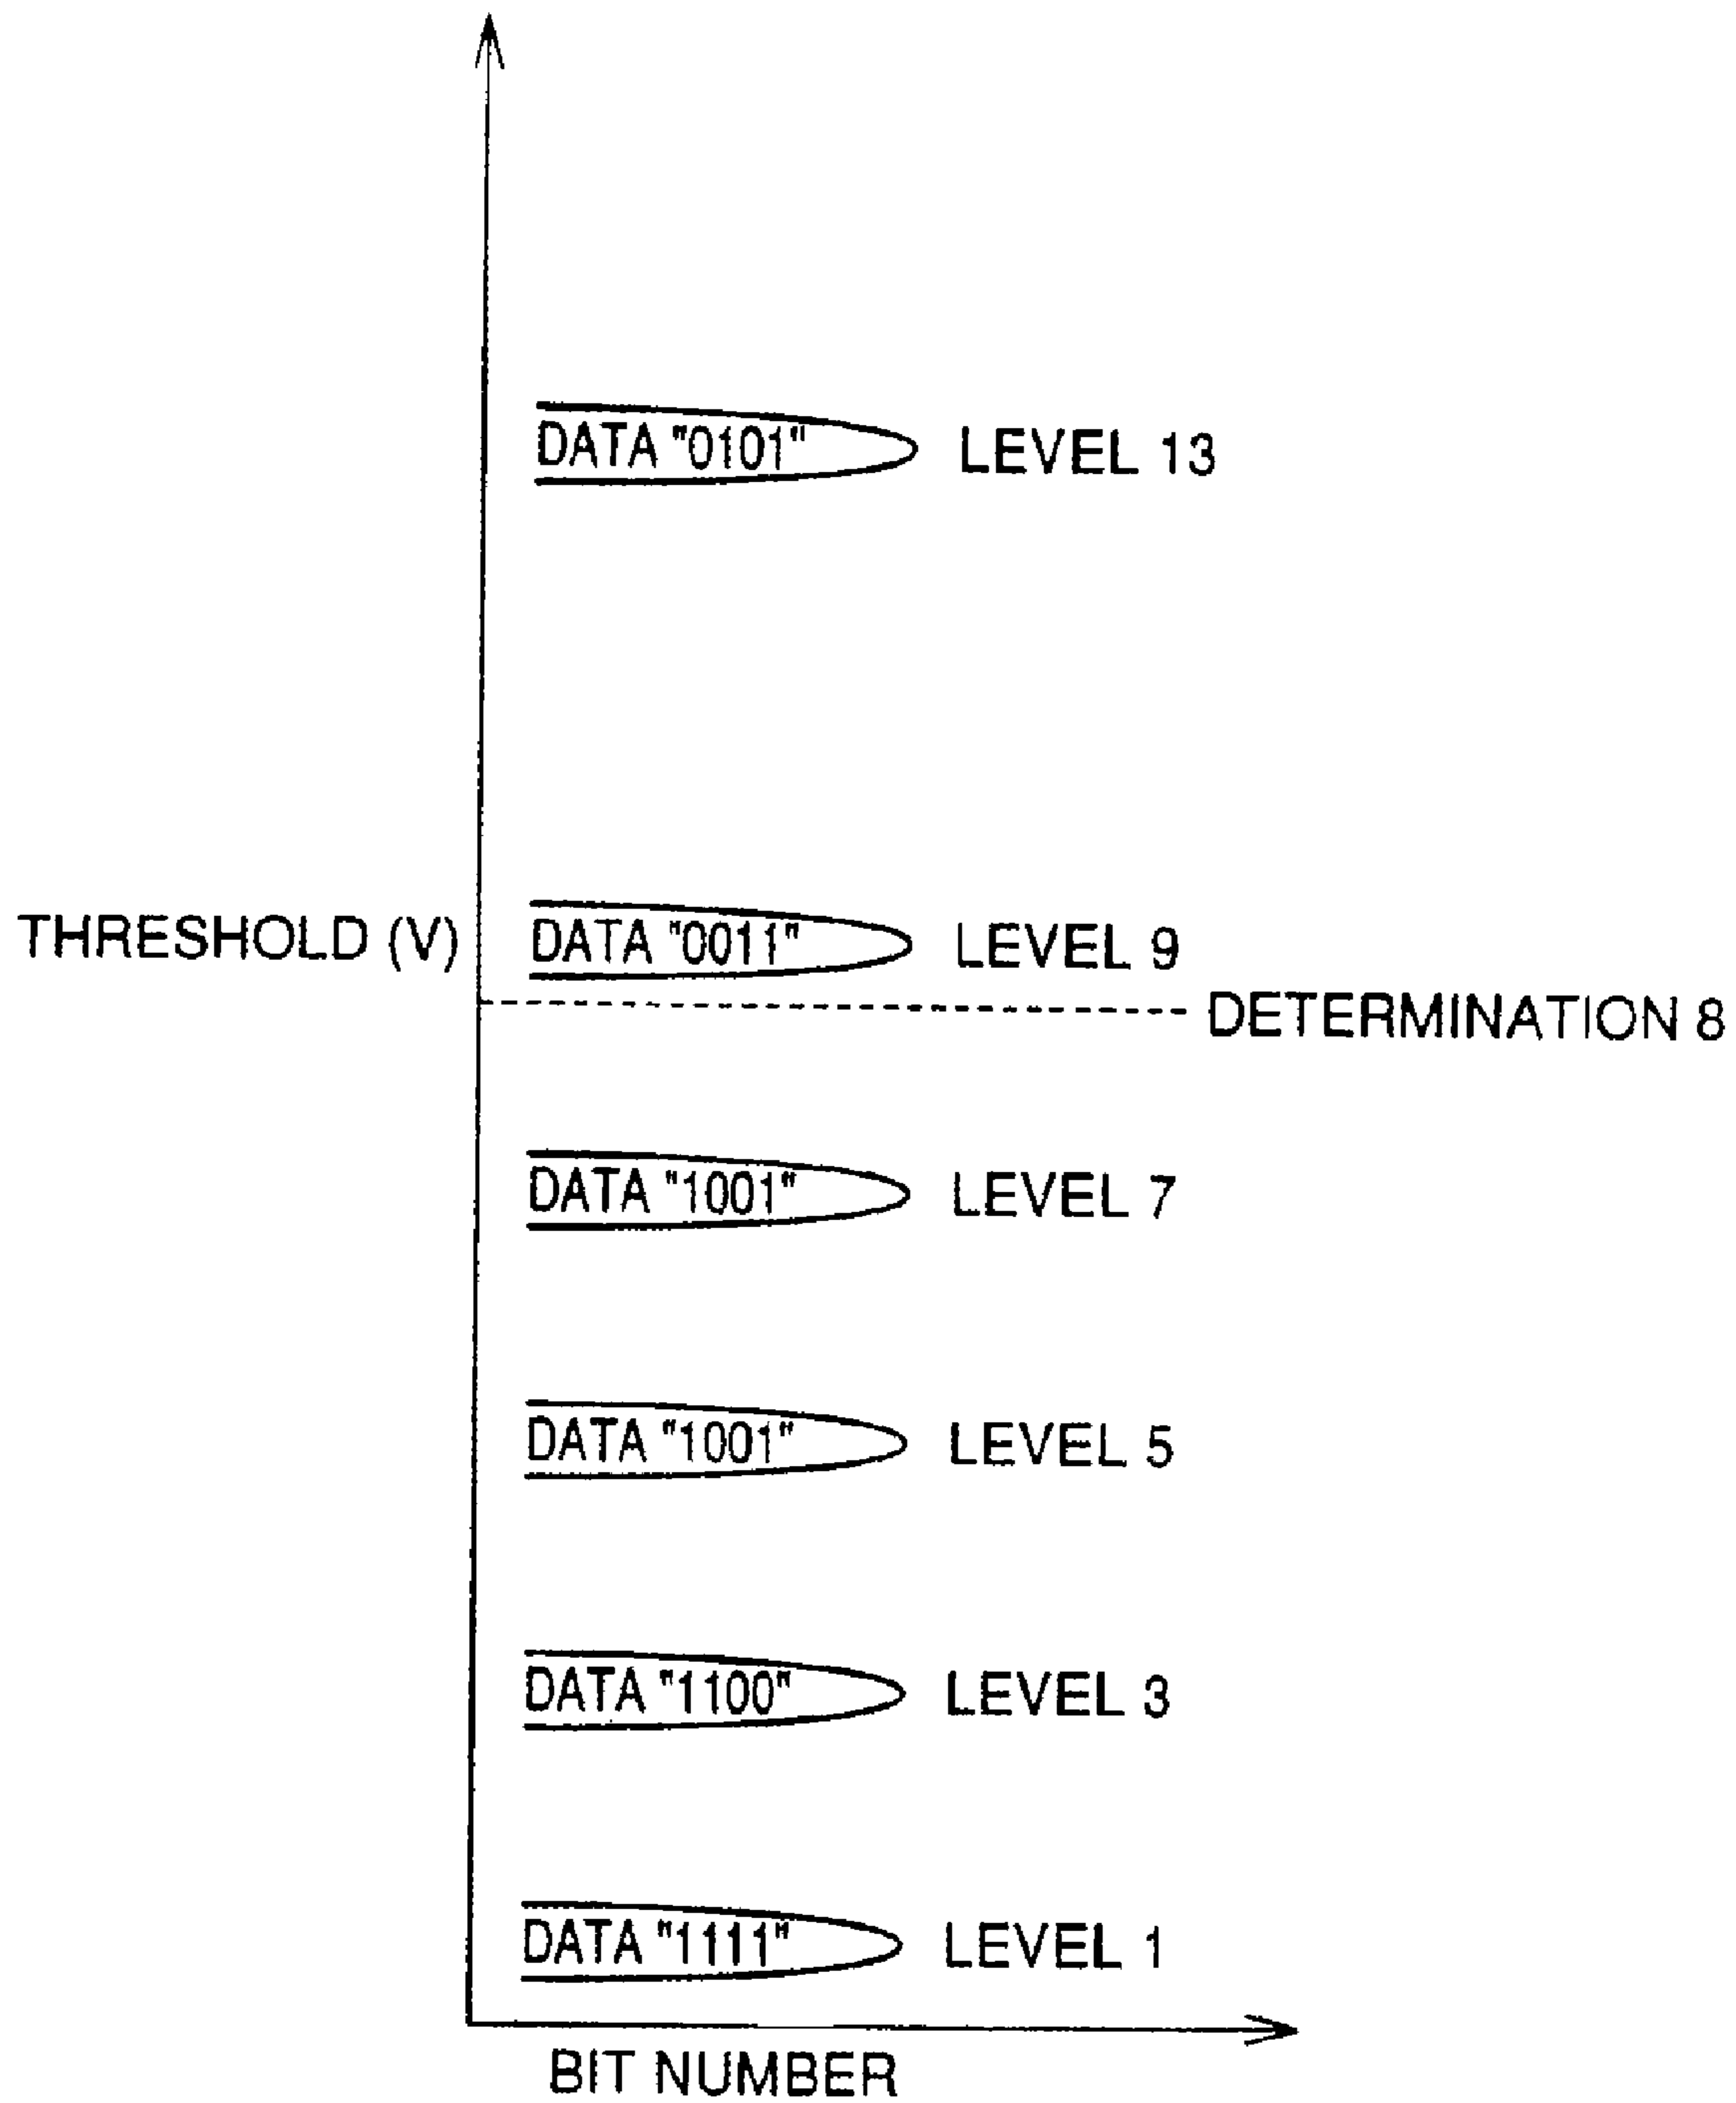 DATA "0101" LEVEL 13
THRESHOLD (V) DATA "0011" LEVEL 9
DETERMINATION 8
DATA "1001" LEVEL 7
DATA "1001" LEVEL 5
DATA "1100" LEVEL 3
DATA "1111" LEVEL 1
BIT NUMBER